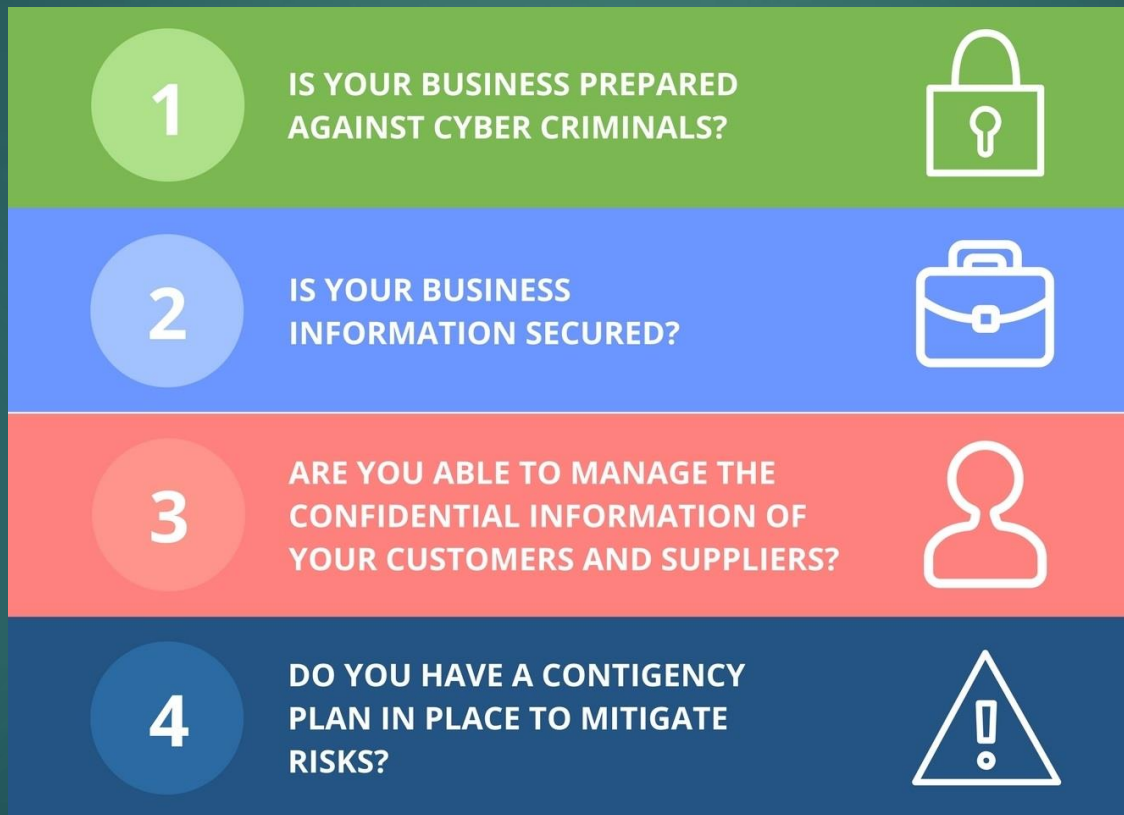 1
IS YOUR BUSINESS PREPARED
AGAINST CYBER CRIMINALS?
2
IS YOUR BUSINESS
INFORMATION SECURED?
3
ARE YOU ABLE TO MANAGE THE
CONFIDENTIAL INFORMATION OF
YOUR CUSTOMERS AND SUPPLIERS?
4
DO YOU HAVE A CONTIGENCY
PLAN IN PLACE TO MITIGATE
RISKS?